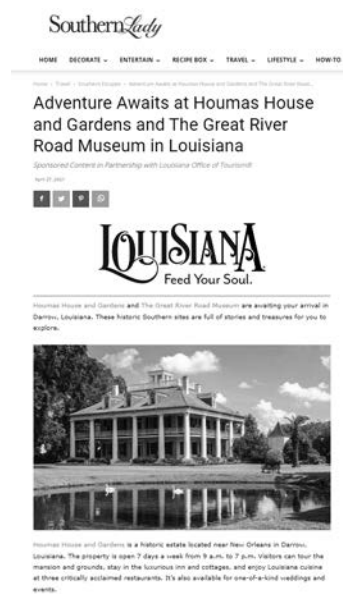 Southern Lady
HOME DECORATE ENTERTAIN RECIPE BOX TRAVEL LIFESTYLE HOW-TO
Home Travel
Adventure Awaits at Houmas House
and Gardens and The Great River
Road Museum in Louisiana
Sponsored Content in Partnership with Louisiana Office of Tourism®
April 27, 2021
LOUISIANA
Feed Your Soul.
Houmas House and Gardens and The Great River Road Museum are awaiting your arrival in
Darrow, Louisiana. These historic Southern sites are full of stories and treasures for you to
explore.
Houmas House and Gardens is a historic estate located near New Orleans in Darrow,
Louisiana. The property is open 7 days a week from 9 a.m. to 7 p.m. Visitors can tour the
mansion and grounds, stay in the luxurious inn and cottages, and enjoy Louisiana cuisine
at three critically acclaimed restaurants. It's also available for one-of-a-kind weddings and
events.